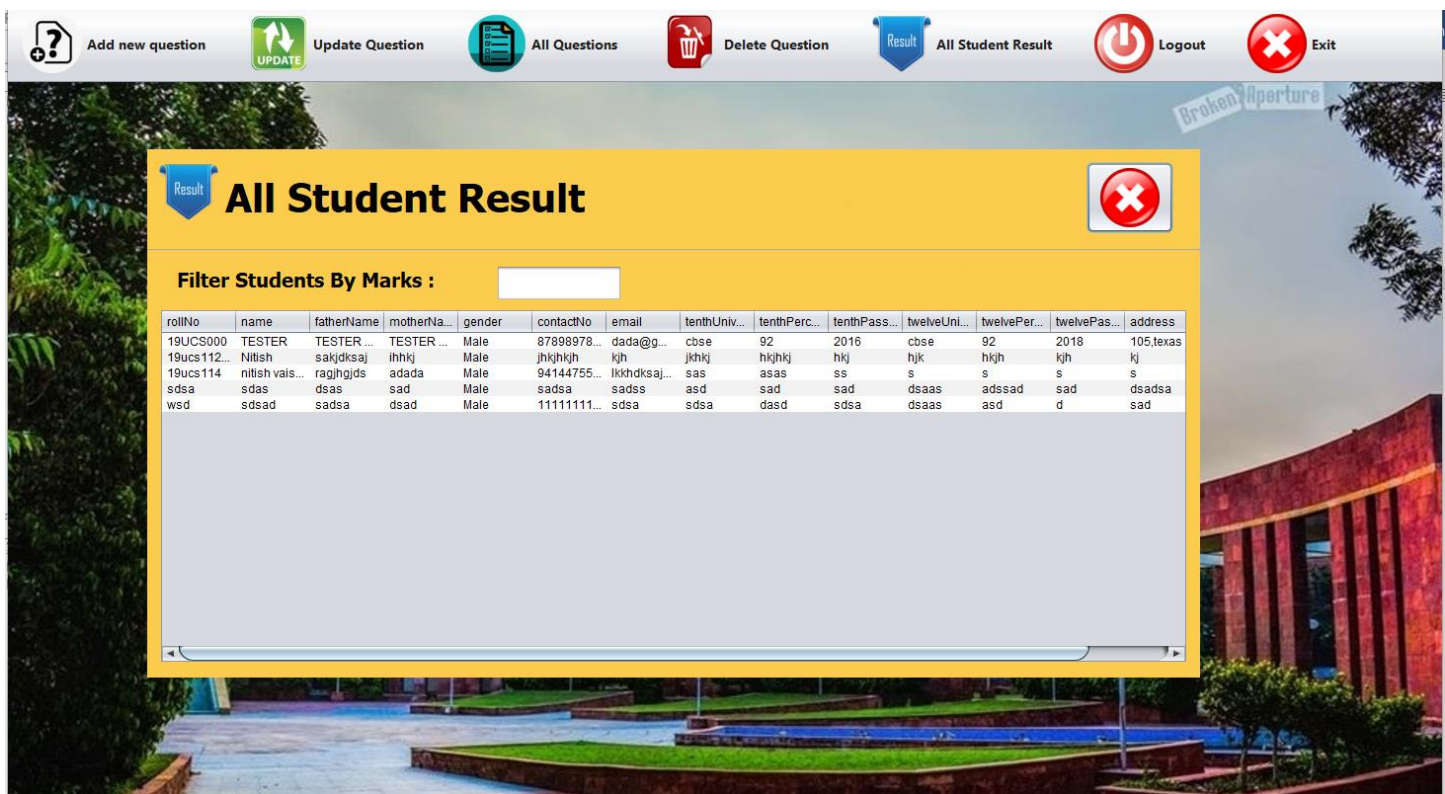 Add new question UPDATE Update Question All Questions Delete Question Result All Student Result Logout Exit
Broken Aperture
Result All Student Result
Filter Students By Marks :
rollNo name fatherName motherNa... gender contactNo email tenthUniv... tenthPerc... tenthPass... twelveUni... twelvePer... twelvePas... address
19UCS000 TESTER TESTER ... TESTER ... Male 87898978... dada@g... cbse 92 2016 cbse 92 2018 105,texas
19ucs112... Nitish sakjdksaj ihhkj Male jhkjhkjh kjh jkhkj hkjhkj hkj hjk hkjh kjh kj
19ucs114 nitish vais... ragjhgjds adada Male 94144755... lkkhdksaj... sas asas ss s s s s
sdsa sdas dsas sad Male sadsa sadss asd sad sad dsaas adssad sad dsadsa
wsd sdsad sadsa dsad Male 11111111... sdsa sdsa dasd sdsa dsaas asd d sad